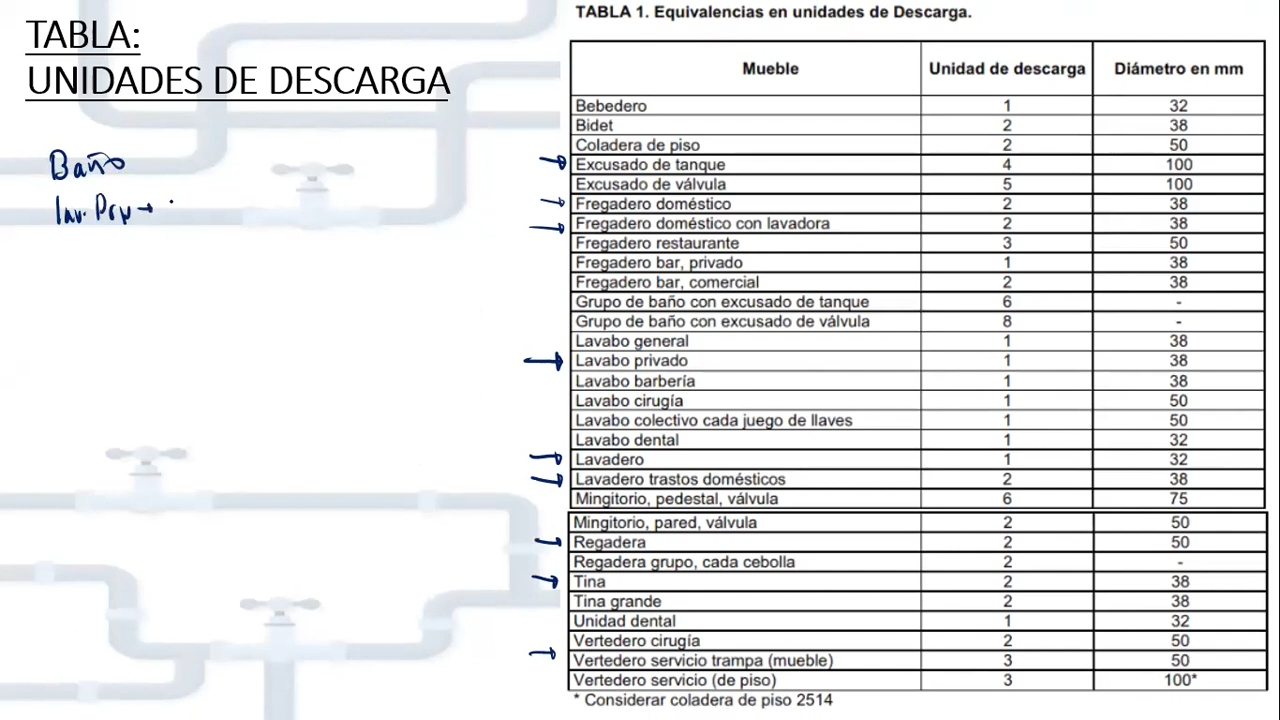 TABLA:
UNIDADES DE DESCARGA
Baño
lav. Prv →
TABLA 1. Equivalencias en unidades de Descarga.
Mueble Unidad de descarga Diámetro en mm
Bebedero 1 32
Bidet 2 38
Coladera de piso 2 50
Excusado de tanque 4 100
Excusado de válvula 5 100
Fregadero doméstico 2 38
Fregadero doméstico con lavadora 2 38
Fregadero restaurante 3 50
Fregadero bar, privado 1 38
Fregadero bar, comercial 2 38
Grupo de baño con excusado de tanque 6 -
Grupo de baño con excusado de válvula 8 -
Lavabo general 1 38
Lavabo privado 1 38
Lavabo barbería 1 38
Lavabo cirugía 1 50
Lavabo colectivo cada juego de llaves 1 50
Lavabo dental 1 32
Lavadero 1 32
Lavadero trastos domésticos 2 38
Mingitorio, pedestal, válvula 6 75
Mingitorio, pared, válvula 2 50
Regadera 2 50
Regadera grupo, cada cebolla 2 -
Tina 2 38
Tina grande 2 38
Unidad dental 1 32
Vertedero cirugía 2 50
Vertedero servicio trampa (mueble) 3 50
Vertedero servicio (de piso) 3 100*
* Considerar coladera de piso 2514